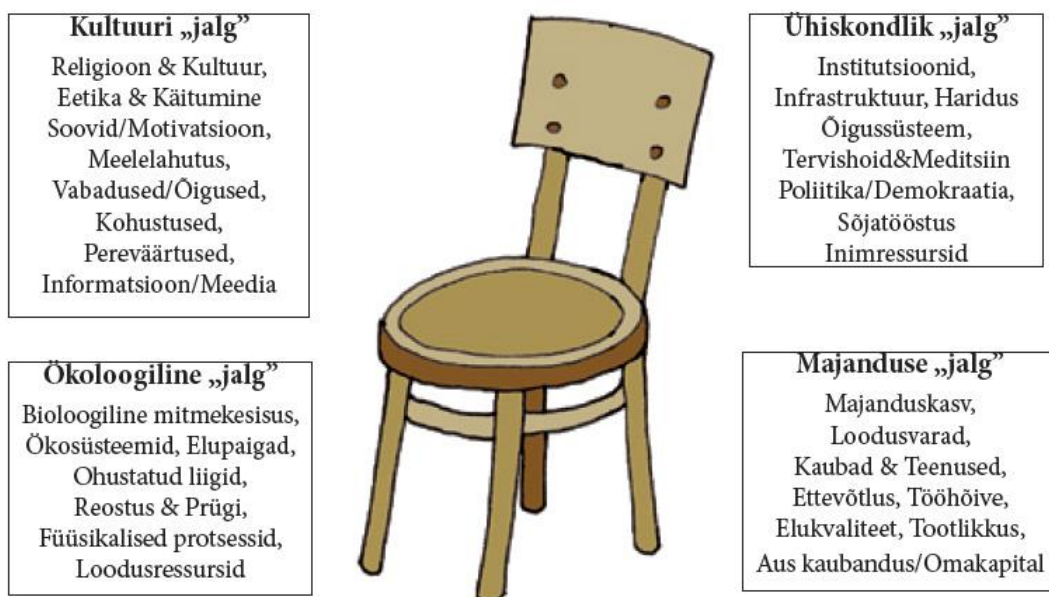 Kultuuri „jalg”
Religioon & Kultuur,
Eetika & Käitumine
Soovid/Motivatsioon,
Meelelahutus,
Vabadused/Õigused,
Kohustused,
Pereväärtused,
Informatsioon/Meedia
Ühiskondlik „jalg”
Institutsioonid,
Infrastruktuur, Haridus
Õigussüsteem,
Tervishoid&Meditsiin
Poliitika/Demokraatia,
Sõjatööstus
Inimressursid
Ökoloogiline „jalg”
Bioloogiline mitmekesisus,
Ökosüsteemid, Elupaigad,
Ohustatud liigid,
Reostus & Prügi,
Füüsikalised protsessid,
Loodusressursid
Majanduse „jalg”
Majanduskasv,
Loodusvarad,
Kaubad & Teenused,
Ettevõtlus, Tööhõive,
Elukvaliteet, Tootlikkus,
Aus kaubandus/Omakapital